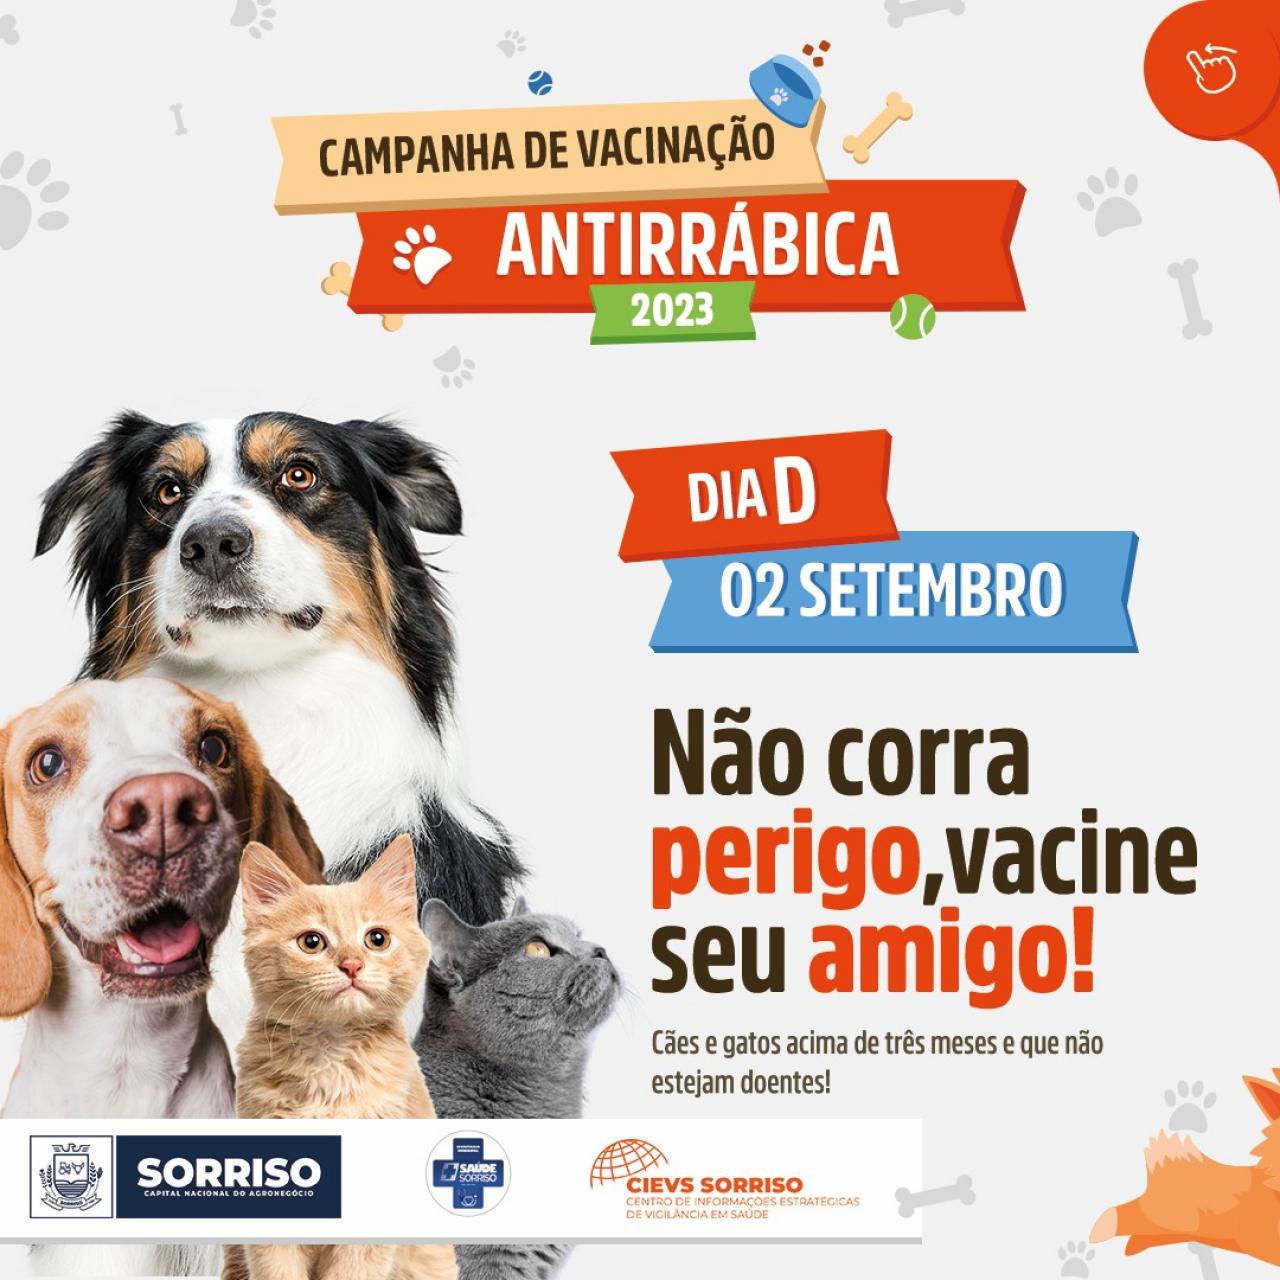 CAMPANHA DE VACINAÇÃO
ANTIRRÁBICA
2023
DIA D
02 SETEMBRO
Não corra
perigo,vacine
seu amigo!
Cães e gatos acima de três meses e que não
estejam doentes!
SORRISO
CAPITAL NACIONAL DO AGRONEGÓCIO
SAÚDE
SORRISO
CIEVS SORRISO
CENTRO DE INFORMAÇÕES ESTRATÉGICAS
DE VIGILÂNCIA EM SAÚDE